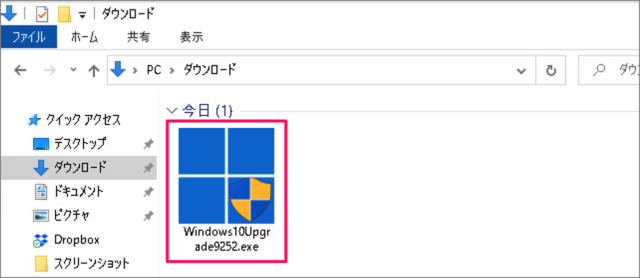 ダウンロード
ファイル ホーム 共有 表示
PC ダウンロード ダウ
今日 (1)
クイック アクセス
デスクトップ
ダウンロード
ドキュメント
ピクチャ
Dropbox
スクリーンショット
Windows10Upgr
ade9252.exe